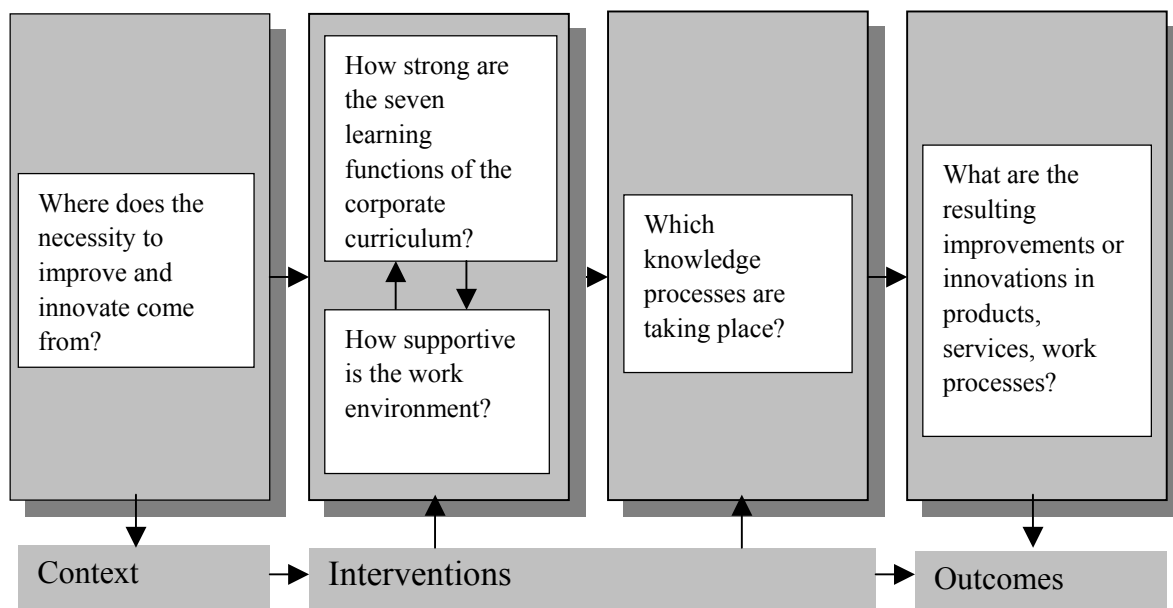 Where does the
necessity to
improve and
innovate come
from?
How strong are
the seven
learning
functions of the
corporate
curriculum?
How supportive
is the work
environment?
Which
knowledge
processes are
taking place?
What are the
resulting
improvements or
innovations in
products,
services, work
processes?
Context
Interventions
Outcomes